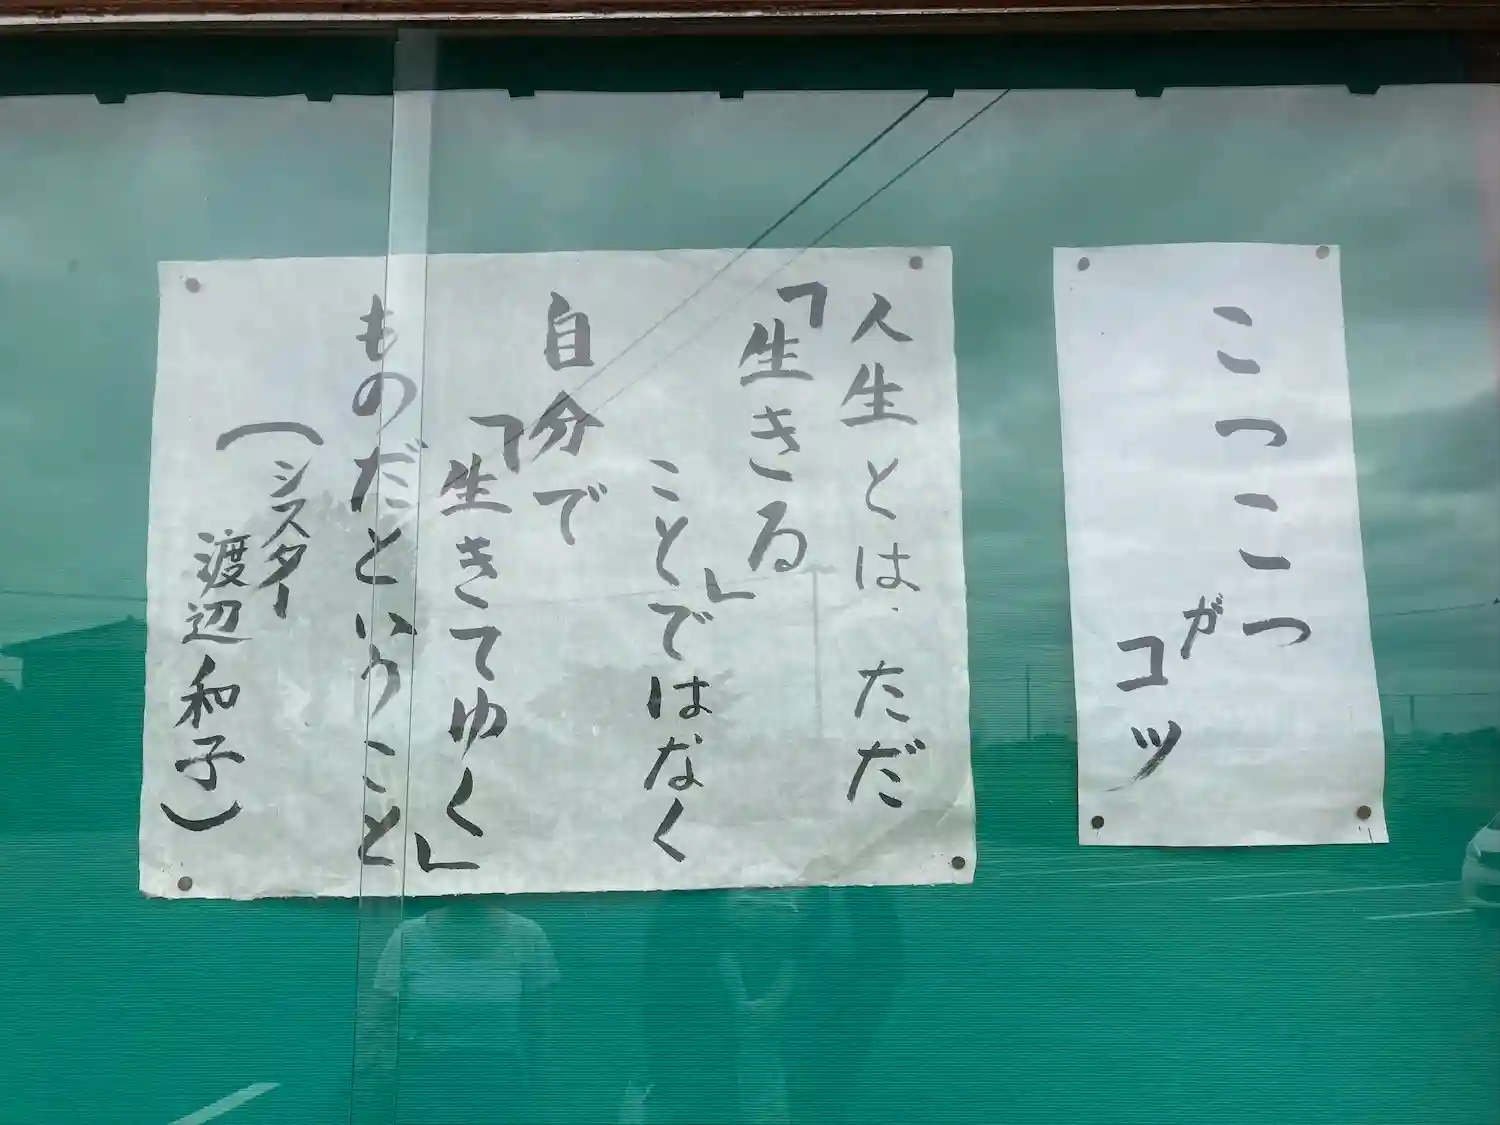 こつこつ
が
コツ
人生とは、ただ
「生きる」
ことではなく
自分で
「生きてゆく」
ものだということ
(シスター
渡辺和子)